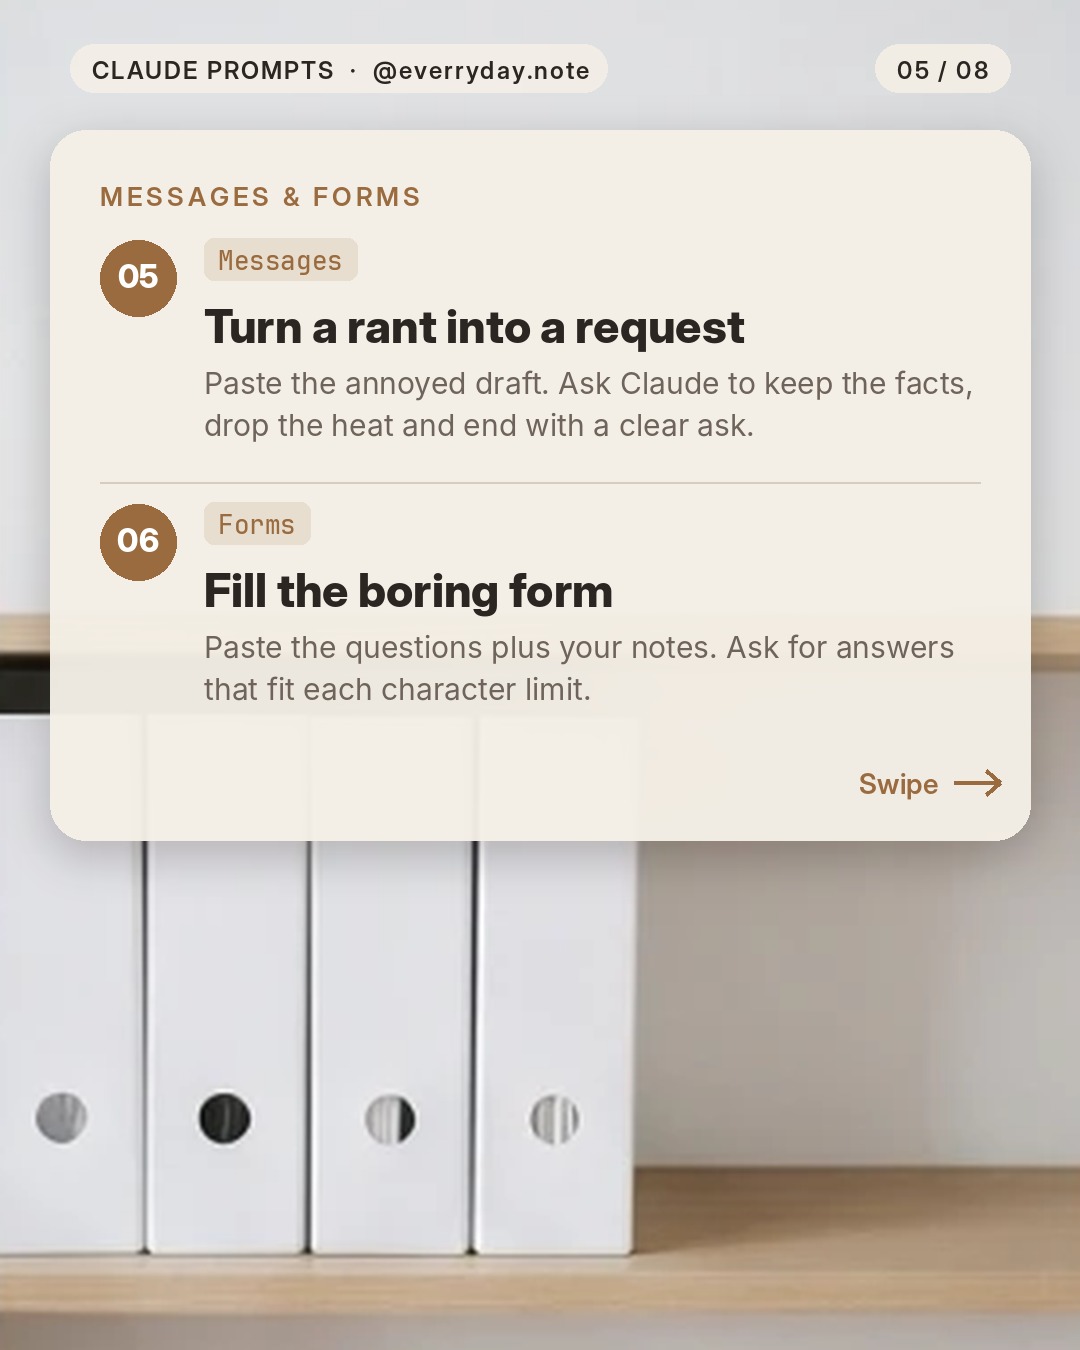 CLAUDE PROMPTS · @everryday.note
05 / 08
MESSAGES & FORMS
05
Messages
Turn a rant into a request
Paste the annoyed draft. Ask Claude to keep the facts,
drop the heat and end with a clear ask.
06
Forms
Fill the boring form
Paste the questions plus your notes. Ask for answers
that fit each character limit.
Swipe →